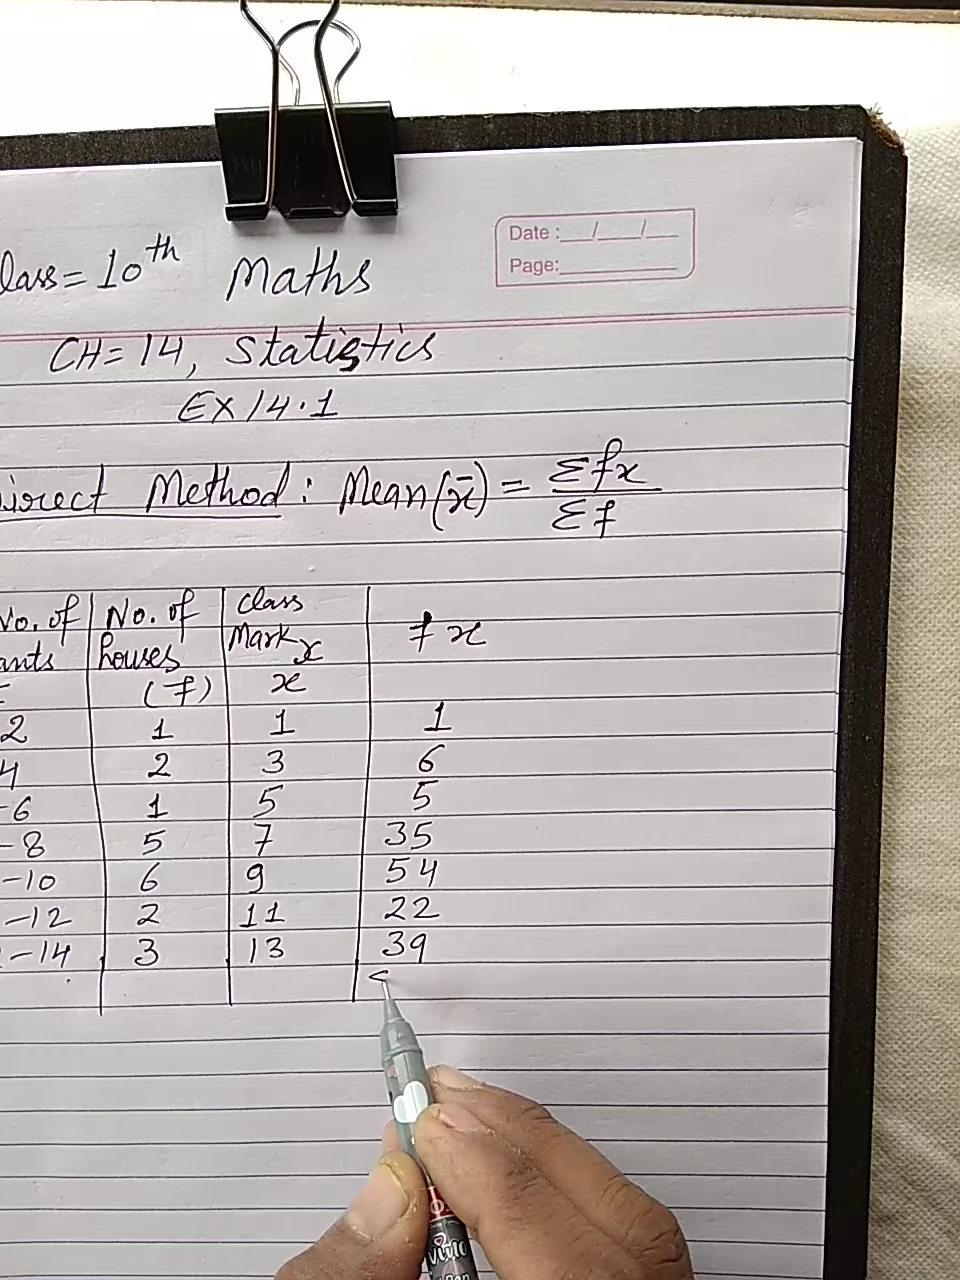 lass = 10th Maths
Date :__/__/__
Page:________
CH = 14, Statistics
EX 14.1
irect Method : Mean (x̄) = Σfx / Σf
No. of No. of Class
ants houses Mark x f x
(f) x
2 1 1 1
4 2 3 6
-6 1 5 5
-8 5 7 35
-10 6 9 54
-12 2 11 22
-14 3 13 39